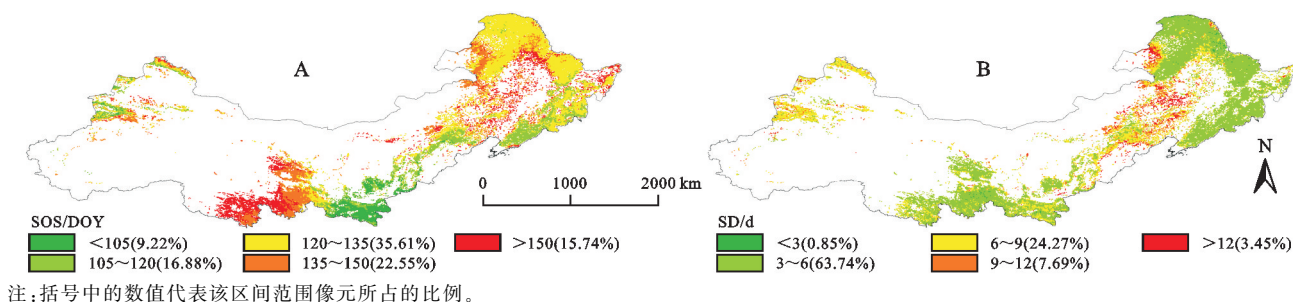 A
B
N
0 1000 2000 km
SOS/DOY
＜105(9.22%) 120～135(35.61%) ＞150(15.74%)
105～120(16.88%) 135～150(22.55%)
SD/d
＜3(0.85%) 6～9(24.27%) ＞12(3.45%)
3～6(63.74%) 9～12(7.69%)
注:括号中的数值代表该区间范围像元所占的比例。